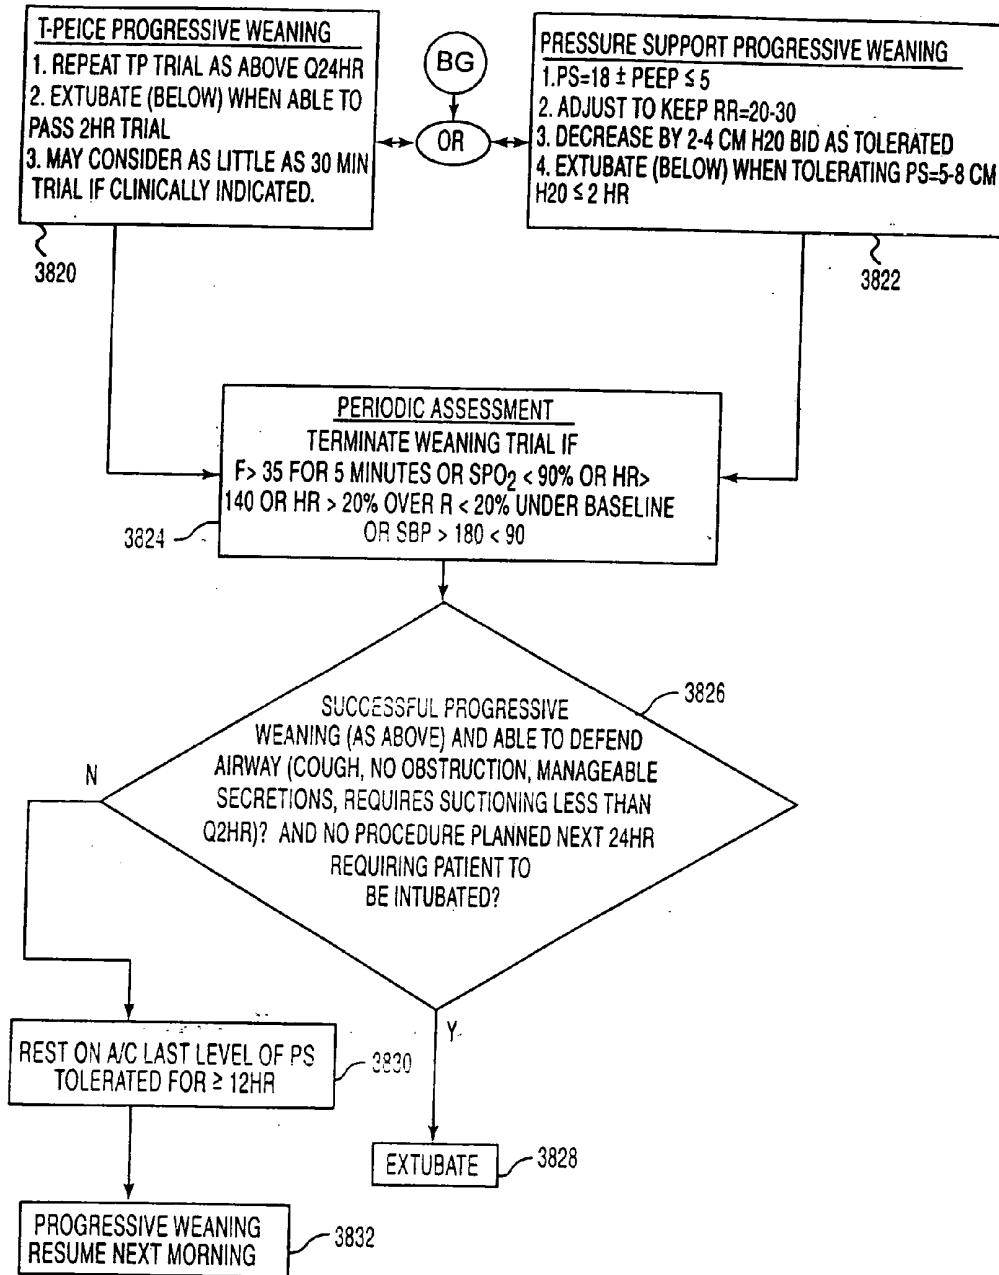 T-PEICE PROGRESSIVE WEANING
1. REPEAT TP TRIAL AS ABOVE Q24HR
2. EXTUBATE (BELOW) WHEN ABLE TO
PASS 2HR TRIAL
3. MAY CONSIDER AS LITTLE AS 30 MIN
TRIAL IF CLINICALLY INDICATED.
3820
BG
OR
PRESSURE SUPPORT PROGRESSIVE WEANING
1.PS=18 ± PEEP ≤ 5
2. ADJUST TO KEEP RR=20-30
3. DECREASE BY 2-4 CM H20 BID AS TOLERATED
4. EXTUBATE (BELOW) WHEN TOLERATING PS=5-8 CM
H20 ≤ 2 HR
3822
PERIODIC ASSESSMENT
TERMINATE WEANING TRIAL IF
F> 35 FOR 5 MINUTES OR SPO2 < 90% OR HR>
140 OR HR > 20% OVER R < 20% UNDER BASELINE
OR SBP > 180 < 90
3824
SUCCESSFUL PROGRESSIVE
WEANING (AS ABOVE) AND ABLE TO DEFEND
AIRWAY (COUGH, NO OBSTRUCTION, MANAGEABLE
SECRETIONS, REQUIRES SUCTIONING LESS THAN
Q2HR)? AND NO PROCEDURE PLANNED NEXT 24HR
REQUIRING PATIENT TO
BE INTUBATED?
3826
N
Y
REST ON A/C LAST LEVEL OF PS
TOLERATED FOR ≥ 12HR
3830
EXTUBATE
3828
PROGRESSIVE WEANING
RESUME NEXT MORNING
3832